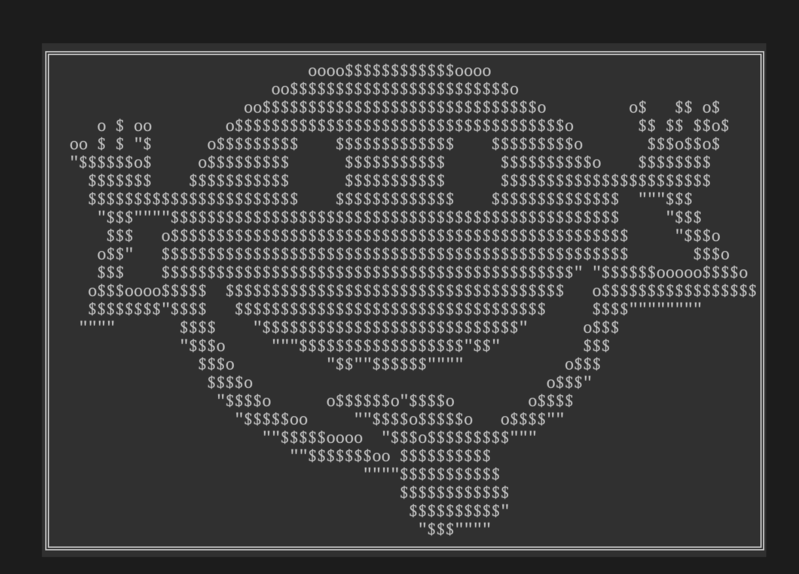 oooo$$$$$$$$$$$$oooo
oo$$$$$$$$$$$$$$$$$$$$$$$$o
oo$$$$$$$$$$$$$$$$$$$$$$$$$$$$$$o         o$   $$ o$
o $ oo        o$$$$$$$$$$$$$$$$$$$$$$$$$$$$$$$$$$$$o       $$ $$ $$o$
oo $ $ "$      o$$$$$$$$$    $$$$$$$$$$$$$    $$$$$$$$$o       $$$o$$o$
"$$$$$$o$     o$$$$$$$$$      $$$$$$$$$$$      $$$$$$$$$$o    $$$$$$$$
$$$$$$$    $$$$$$$$$$$      $$$$$$$$$$$      $$$$$$$$$$$$$$$$$$$$$$$
$$$$$$$$$$$$$$$$$$$$$$$    $$$$$$$$$$$$$    $$$$$$$$$$$$$$  """$$$
"$$$""""$$$$$$$$$$$$$$$$$$$$$$$$$$$$$$$$$$$$$$$$$$$$$$$$$     "$$$
$$$   o$$$$$$$$$$$$$$$$$$$$$$$$$$$$$$$$$$$$$$$$$$$$$$$$$$     "$$$o
o$$"   $$$$$$$$$$$$$$$$$$$$$$$$$$$$$$$$$$$$$$$$$$$$$$$$$$$       $$$o
$$$    $$$$$$$$$$$$$$$$$$$$$$$$$$$$$$$$$$$$$$$$$$$$$" "$$$$$$ooooo$$$$o
o$$$oooo$$$$$  $$$$$$$$$$$$$$$$$$$$$$$$$$$$$$$$$$$$$   o$$$$$$$$$$$$$$$$$
$$$$$$$$"$$$$   $$$$$$$$$$$$$$$$$$$$$$$$$$$$$$$$$$     $$$$""""""""
""""       $$$$    "$$$$$$$$$$$$$$$$$$$$$$$$$$$$"      o$$$
"$$$o     """$$$$$$$$$$$$$$$$$$"$$"         $$$
$$$o          "$$""$$$$$$""""           o$$$
$$$$o                                o$$$"
"$$$$o      o$$$$$$o"$$$$o        o$$$$
"$$$$$oo     ""$$$$o$$$$$o   o$$$$""
""$$$$$oooo  "$$$o$$$$$$$$$"""
""$$$$$$$oo $$$$$$$$$$
""""$$$$$$$$$$$
$$$$$$$$$$$$
$$$$$$$$$$"
"$$$""""